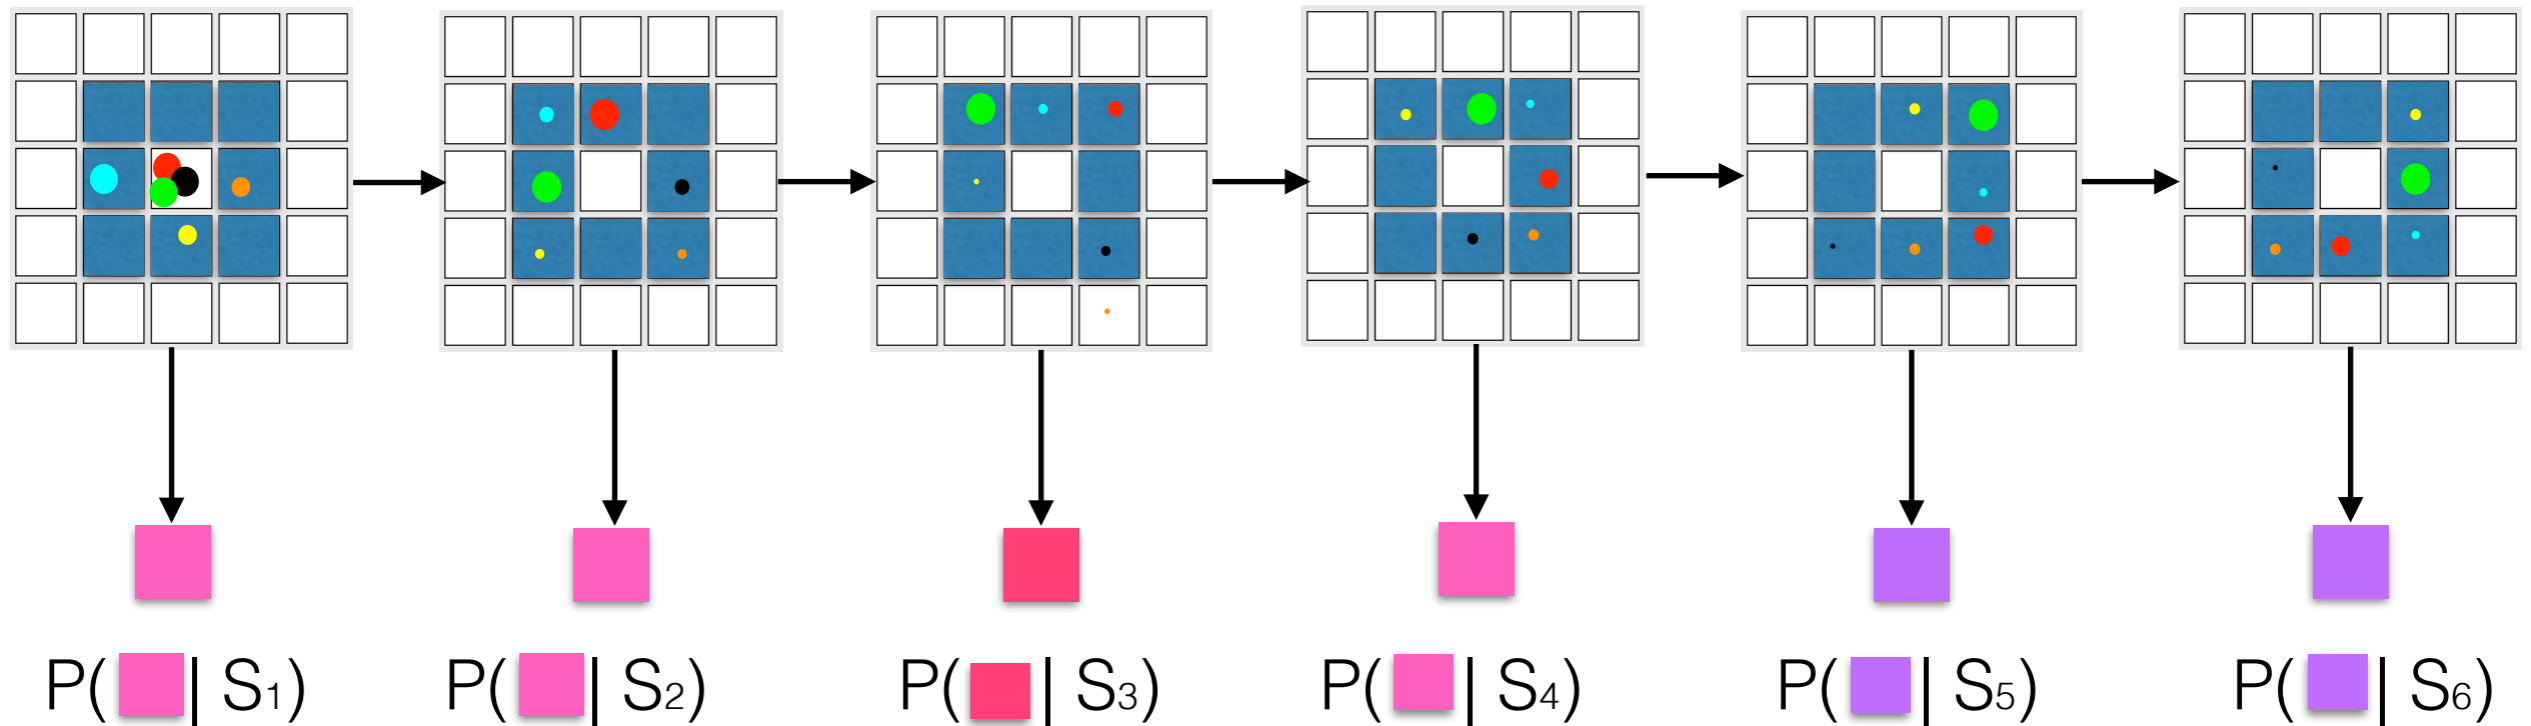 P( | S1)
P( | S2)
P( | S3)
P( | S4)
P( | S5)
P( | S6)